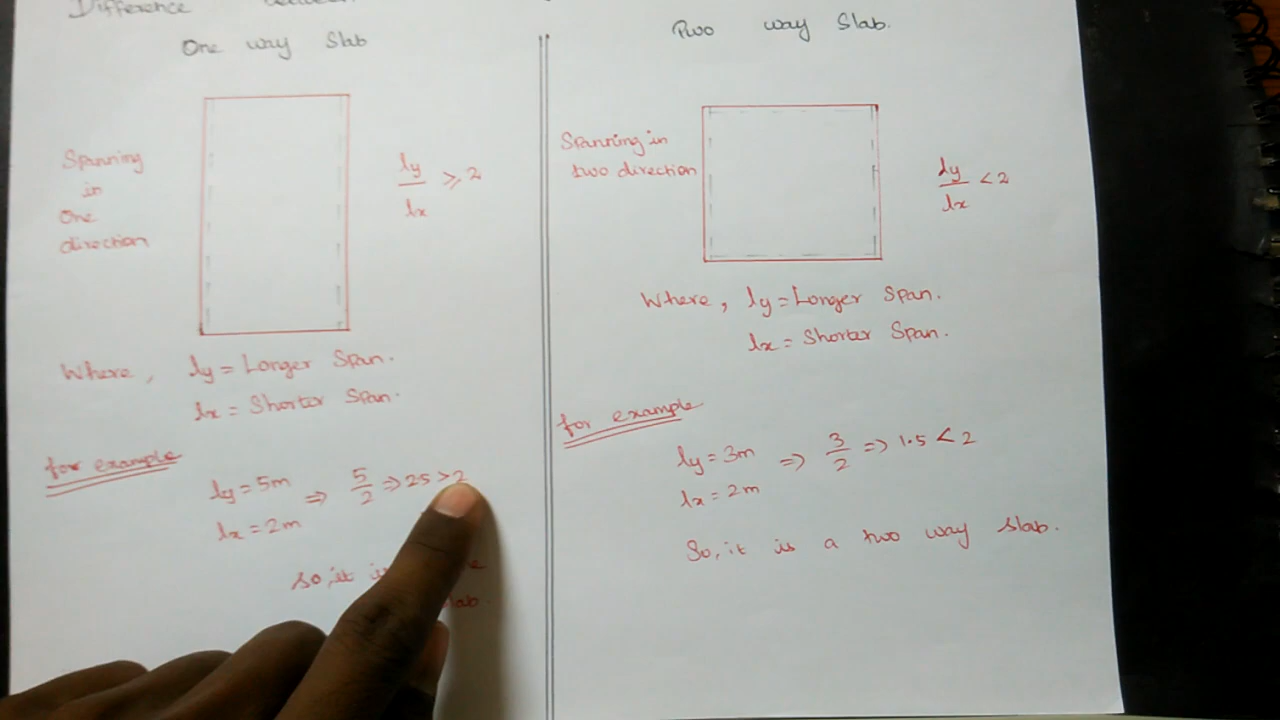 Difference between
One way Slab
Spanning
in
One
direction
ly
lx
≥ 2
Where, ly = Longer Span.
lx = Shorter Span.
for example
ly = 5m ⇒ 5/2 ⇒ 25 > 2
lx = 2m
So, it is
Two way Slab.
Spanning in
two direction
ly
lx
< 2
Where, ly = Longer Span.
lx = Shorter Span.
for example
ly = 3m ⇒ 3/2 ⇒ 1.5 < 2
lx = 2m
So, it is a two way slab.